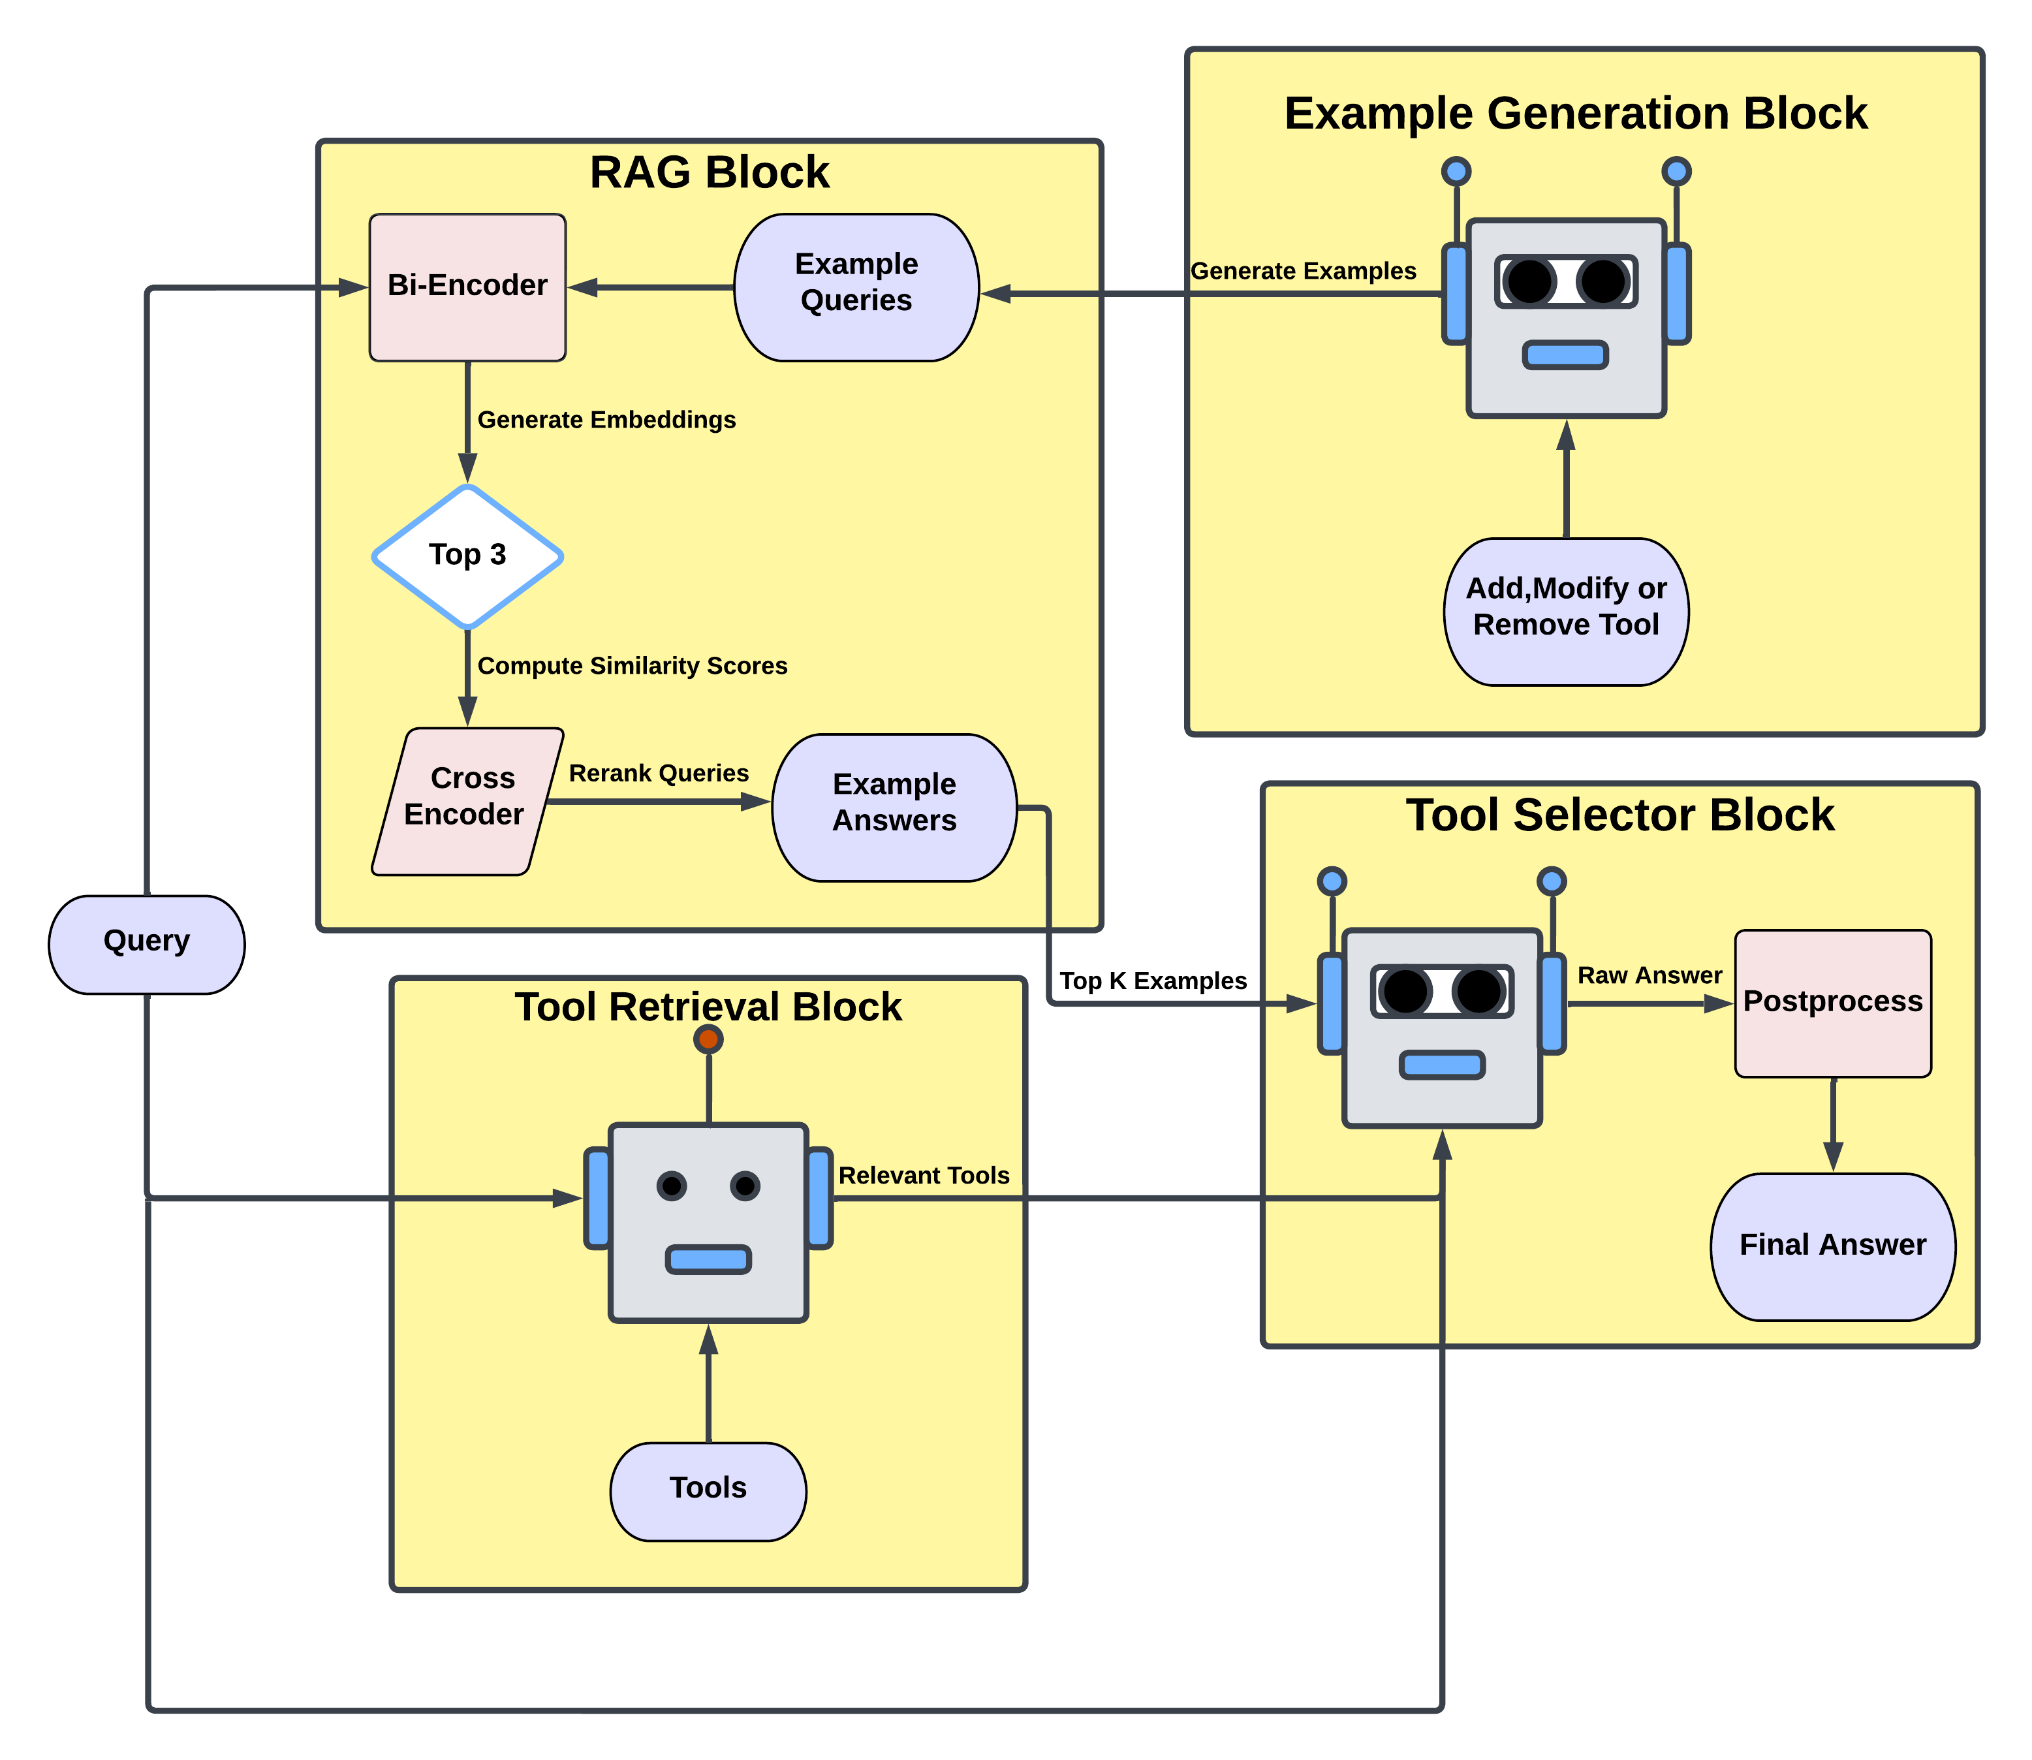 Example Generation Block
RAG Block
Bi-Encoder
Example
Queries
Generate Examples
Generate Embeddings
Top 3
Add,Modify or
Remove Tool
Compute Similarity Scores
Cross
Encoder
Rerank Queries
Example
Answers
Tool Selector Block
Query
Top K Examples
Raw Answer
Postprocess
Tool Retrieval Block
Relevant Tools
Final Answer
Tools